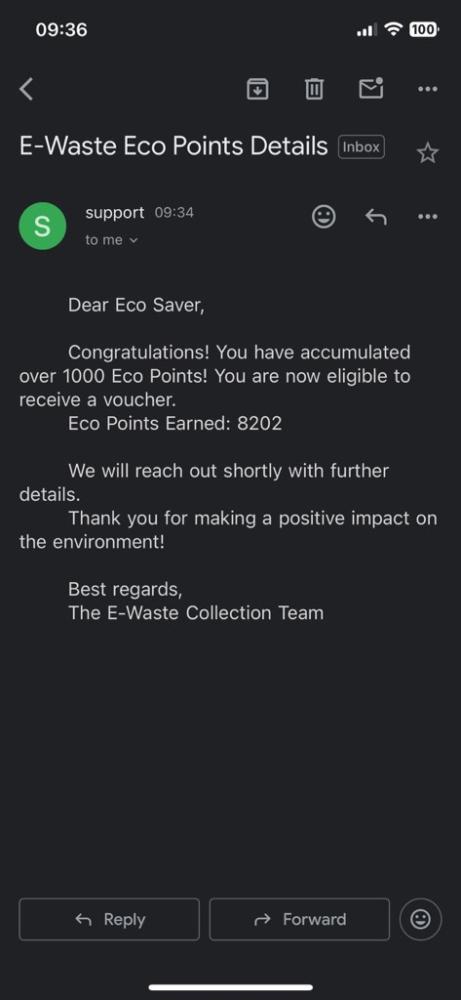 09:36
100
E-Waste Eco Points Details Inbox
S
support 09:34
to me
Dear Eco Saver,
Congratulations! You have accumulated
over 1000 Eco Points! You are now eligible to
receive a voucher.
Eco Points Earned: 8202
We will reach out shortly with further
details.
Thank you for making a positive impact on
the environment!
Best regards,
The E-Waste Collection Team
Reply Forward